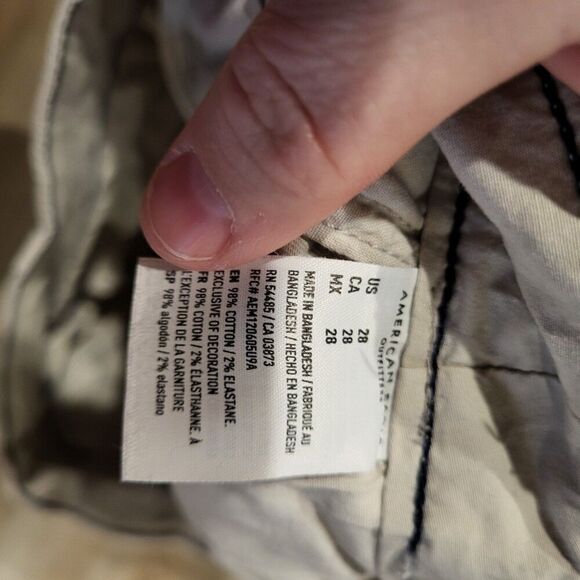 AMERICAN
OUTFITTERS
US 28
CA 28
MX 28
MADE IN BANGLADESH / FABRIQUÉ AU
BANGLADESH / HECHO EN BANGLADESH
RN 54485 / CA 03873
RFC# AEM120605U9A
EN 98% COTTON / 2% ELASTANE.
EXCLUSIVE OF DECORATION
FR 98% COTON / 2% ÉLASTHANNE. À
L'EXCEPTION DE LA GARNITURE
SP 98% algodón / 2% elastano